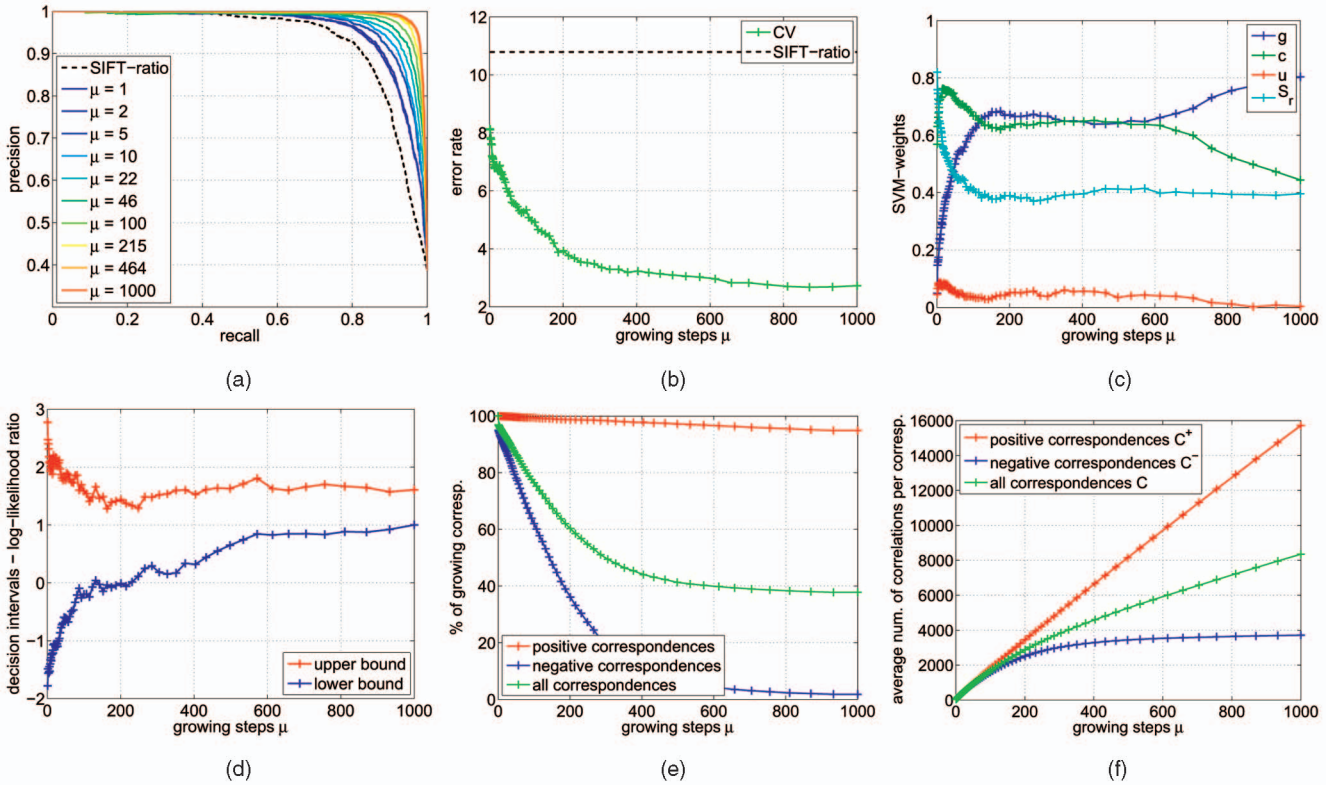 1
0.9
0.8
0.7
0.6
0.5
0.4
precision
SIFT−ratio
μ = 1
μ = 2
μ = 5
μ = 10
μ = 22
μ = 46
μ = 100
μ = 215
μ = 464
μ = 1000
0 0.2 0.4 0.6 0.8 1
recall
(a)
12
10
8
6
4
2
error rate
CV
SIFT−ratio
0 200 400 600 800 1000
growing steps μ
(b)
1
0.8
0.6
0.4
0.2
0
SVM−weights
g
c
u
Sr
0 200 400 600 800 1000
growing steps μ
(c)
3
2
1
0
−1
−2
decision intervals − log−likelihood ratio
upper bound
lower bound
0 200 400 600 800 1000
growing steps μ
(d)
100
80
60
40
20
0
% of growing corresp.
positive correspondences
negative correspondences
all correspondences
0 200 400 600 800 1000
growing steps μ
(e)
16000
14000
12000
10000
8000
6000
4000
2000
0
average num. of correlations per corresp.
positive correspondences C+
negative correspondences C−
all correspondences C
0 200 400 600 800 1000
growing steps μ
(f)